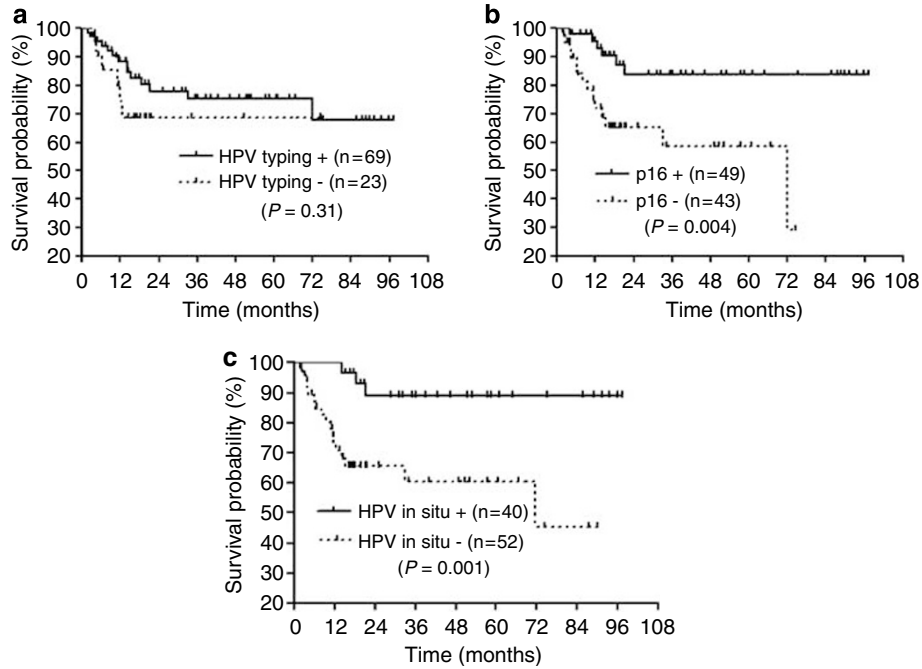 a
Survival probability (%)
100
90
80
70
60
50
40
30
20
HPV typing + (n=69)
HPV typing - (n=23)
(P = 0.31)
0 12 24 36 48 60 72 84 96 108
Time (months)
b
Survival probability (%)
100
90
80
70
60
50
40
30
20
p16 + (n=49)
p16 - (n=43)
(P = 0.004)
0 12 24 36 48 60 72 84 96 108
Time (months)
c
Survival probability (%)
100
90
80
70
60
50
40
30
20
HPV in situ + (n=40)
HPV in situ - (n=52)
(P = 0.001)
0 12 24 36 48 60 72 84 96 108
Time (months)